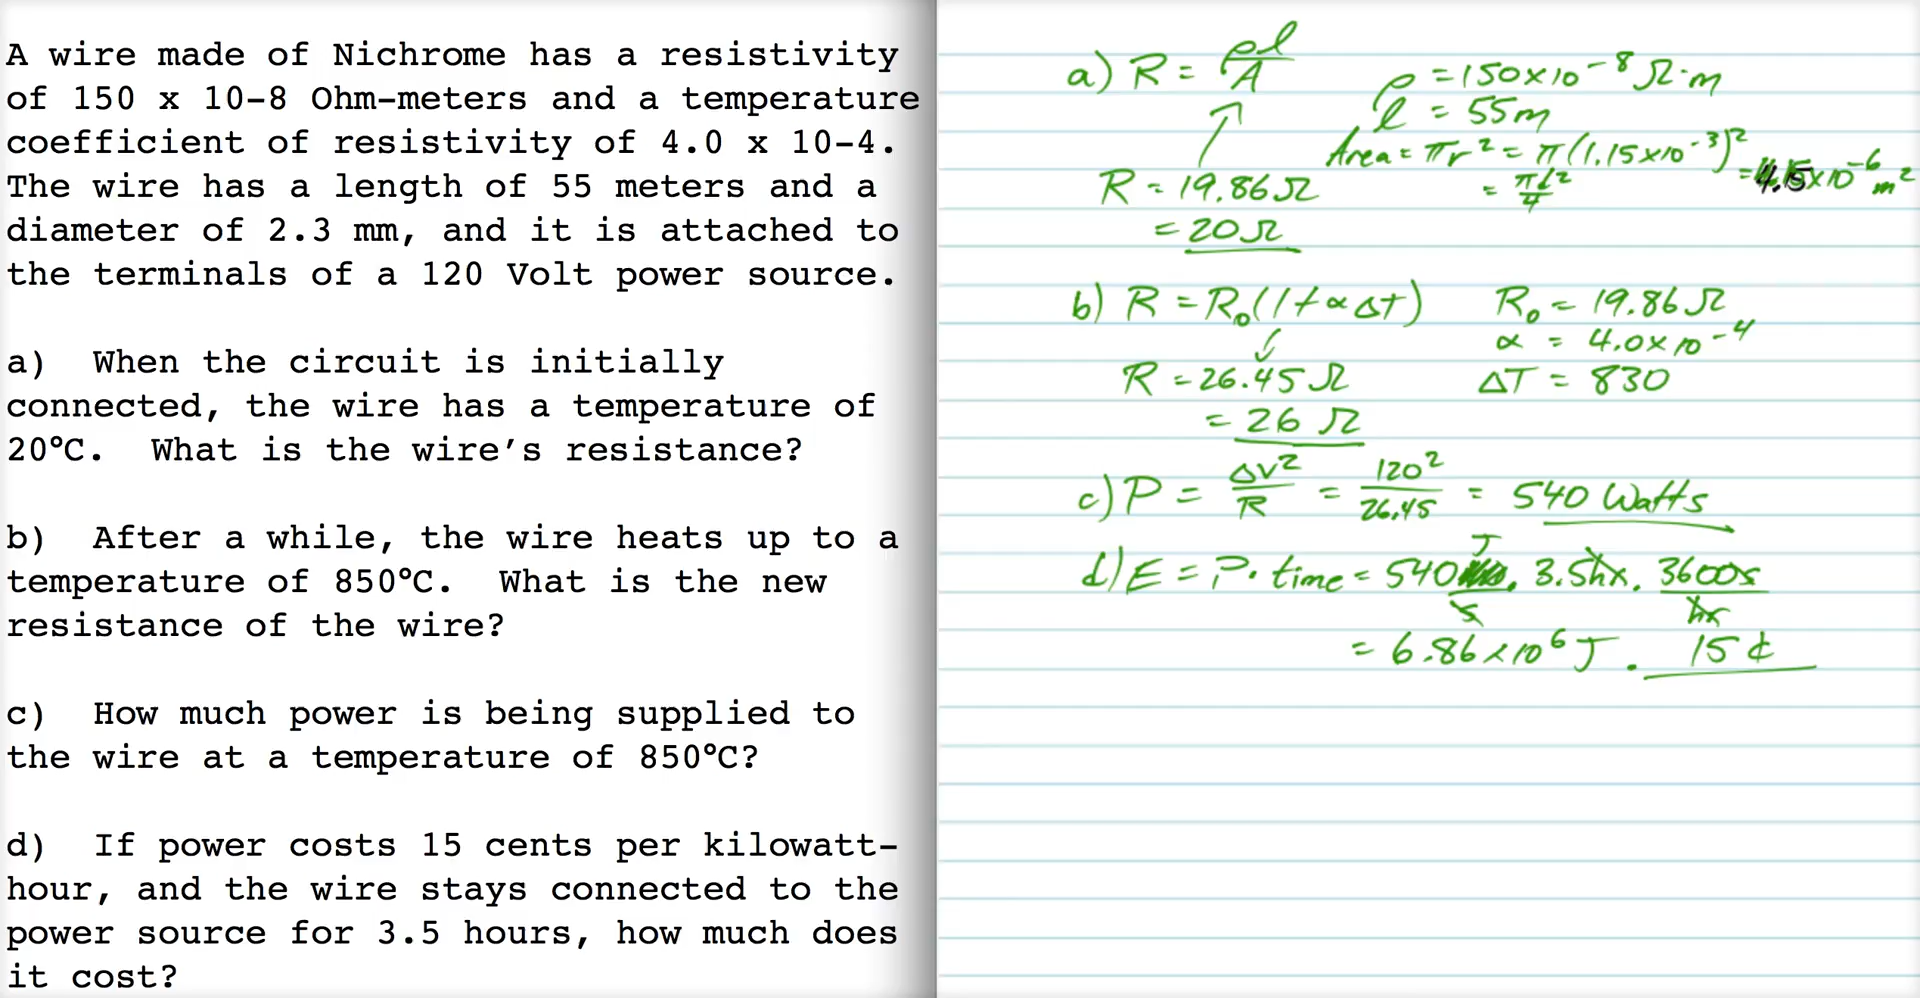 A wire made of Nichrome has a resistivity
of 150 x 10-8 Ohm-meters and a temperature
coefficient of resistivity of 4.0 x 10-4.
The wire has a length of 55 meters and a
diameter of 2.3 mm, and it is attached to
the terminals of a 120 Volt power source.
a) When the circuit is initially
connected, the wire has a temperature of
20°C. What is the wire's resistance?
b) After a while, the wire heats up to a
temperature of 850°C. What is the new
resistance of the wire?
c) How much power is being supplied to
the wire at a temperature of 850°C?
d) If power costs 15 cents per kilowatt-
hour, and the wire stays connected to the
power source for 3.5 hours, how much does
it cost?
a) R = ρl/A
ρ = 150x10^-8 Ω·m
l = 55m
Area = πr² = π(1.15x10^-3)² = 4.15x10^-6 m²
= πd²/4
R = 19.86Ω
= 20Ω
b) R = R₀(1+αΔT)
R₀ = 19.86Ω
α = 4.0x10^-4
ΔT = 830
R = 26.45Ω
= 26Ω
c) P = ΔV²/R = 120²/26.45 = 540 Watts
d) E = P·time = 540 J/s · 3.5hr · 3600s/hr
= 6.86x10^6 J · 15¢